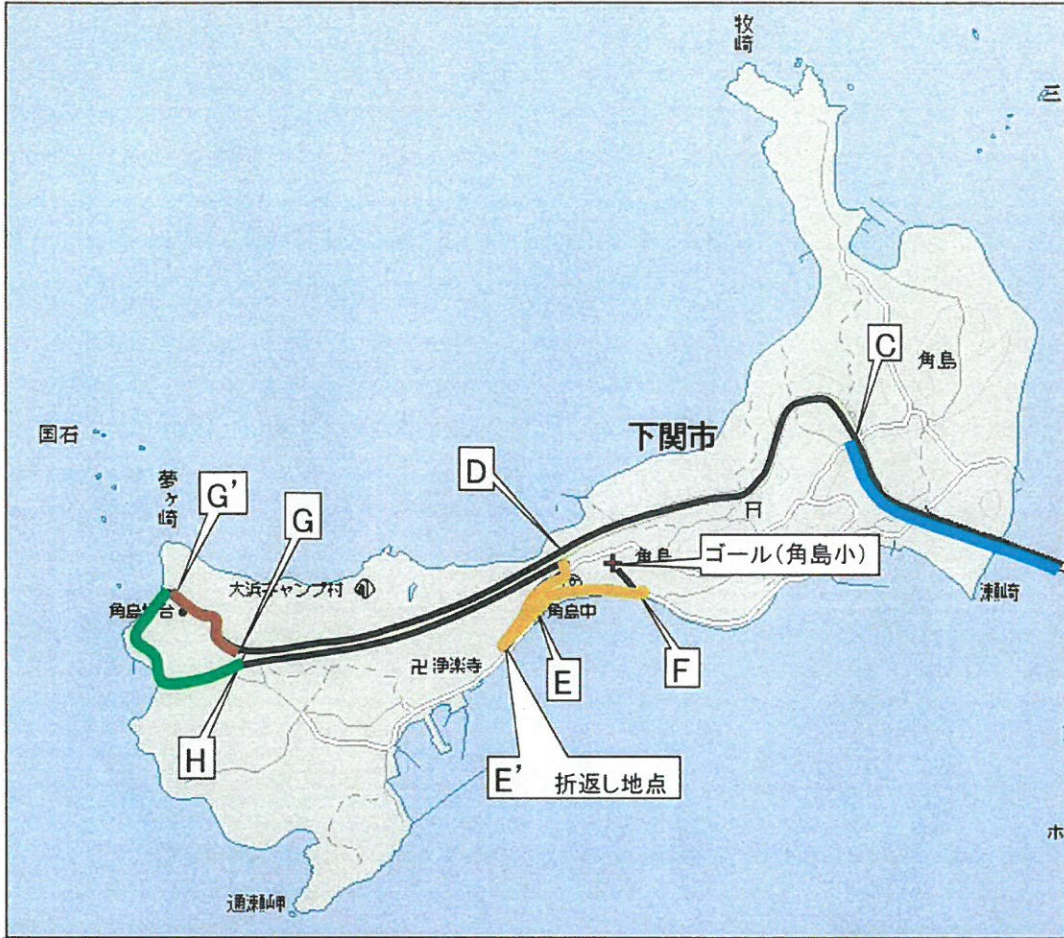 牧崎
三
C
角島
国石
下関市
夢ヶ崎
D
G'
G
角島
ゴール(角島小)
大浜キャンプ村
角島灯台
角島中
瀬崎
卍 浄楽寺
E
F
H
E' 折返し地点
ホ
通瀬岬